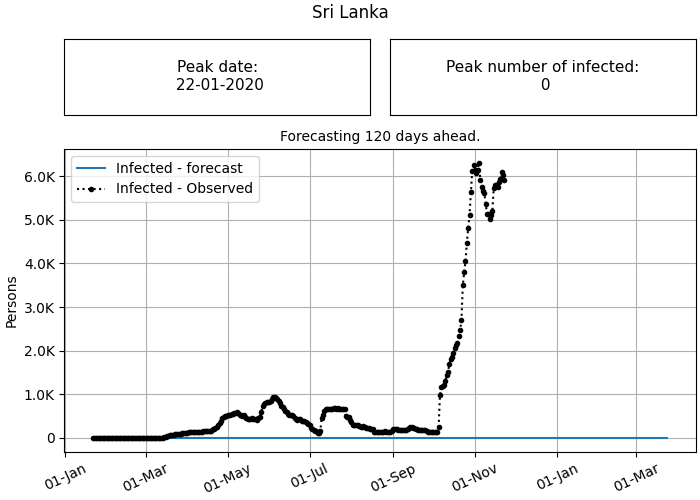 Sri Lanka
Peak date:
22-01-2020
Peak number of infected:
0
Forecasting 120 days ahead.
Infected - forecast
Infected - Observed
6.0K
5.0K
4.0K
3.0K
2.0K
1.0K
0
Persons
01-Jan
01-Mar
01-May
01-Jul
01-Sep
01-Nov
01-Jan
01-Mar